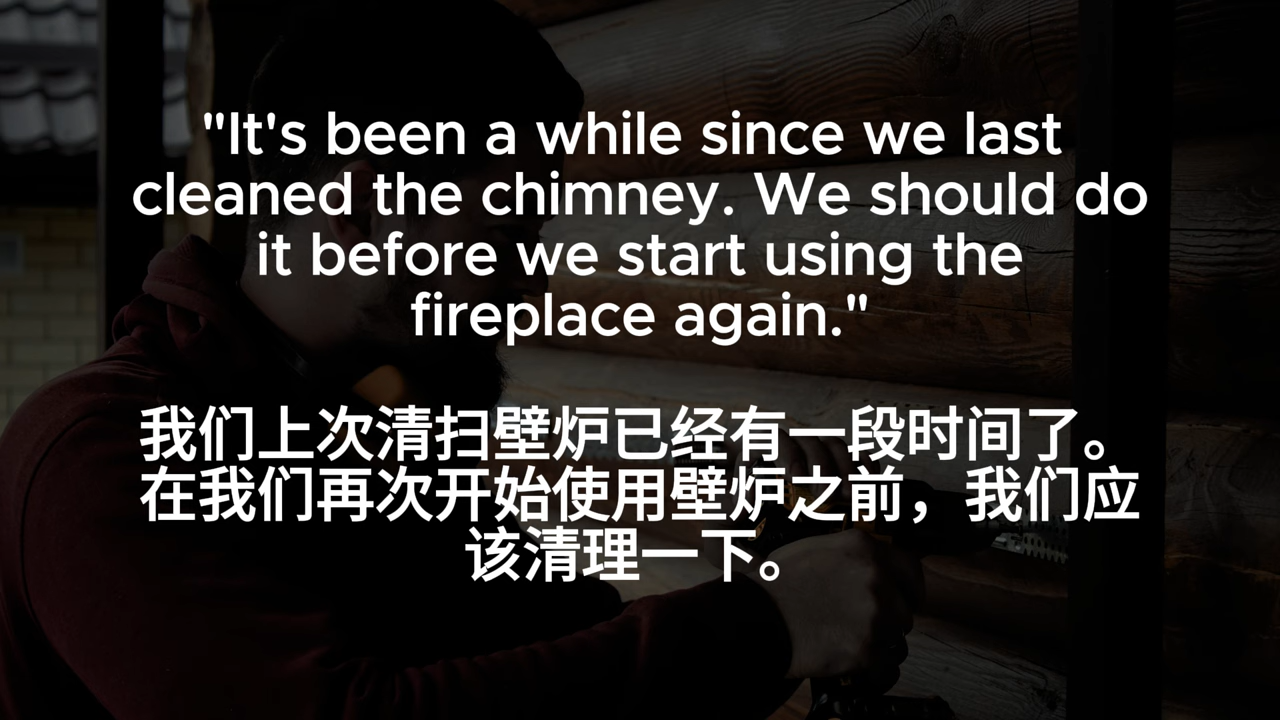 "It's been a while since we last
cleaned the chimney. We should do
it before we start using the
fireplace again."
我们上次清扫壁炉已经有一段时间了。
在我们再次开始使用壁炉之前，我们应
该清理一下。